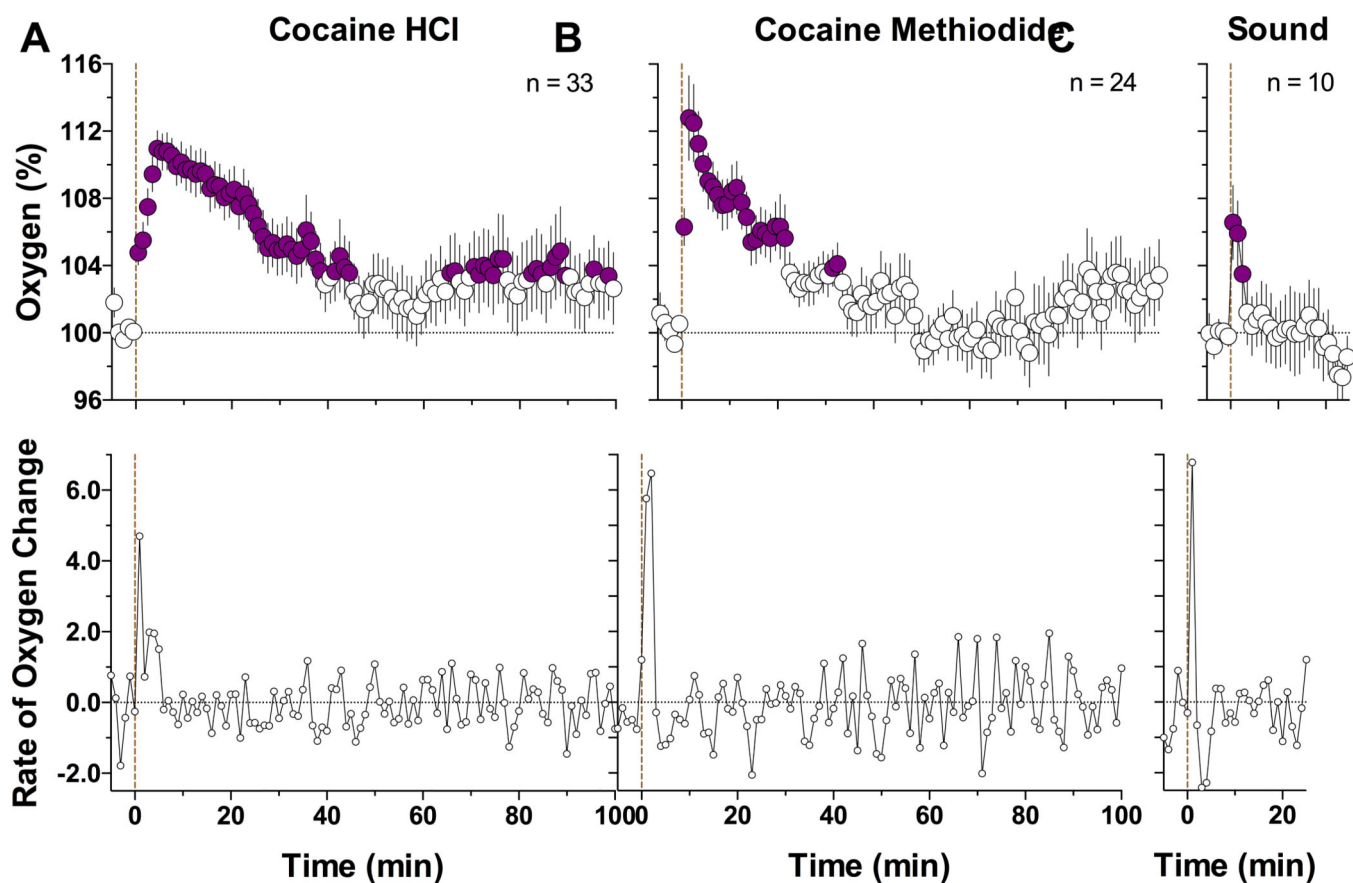 A Cocaine HCl B Cocaine Methiodide C Sound
n = 33 n = 24 n = 10
Oxygen (%)
116
112
108
104
100
96
Rate of Oxygen Change
6.0
4.0
2.0
0.0
-2.0
0 20 40 60 80 100 0 20 40 60 80 100 0 20
Time (min) Time (min) Time (min)